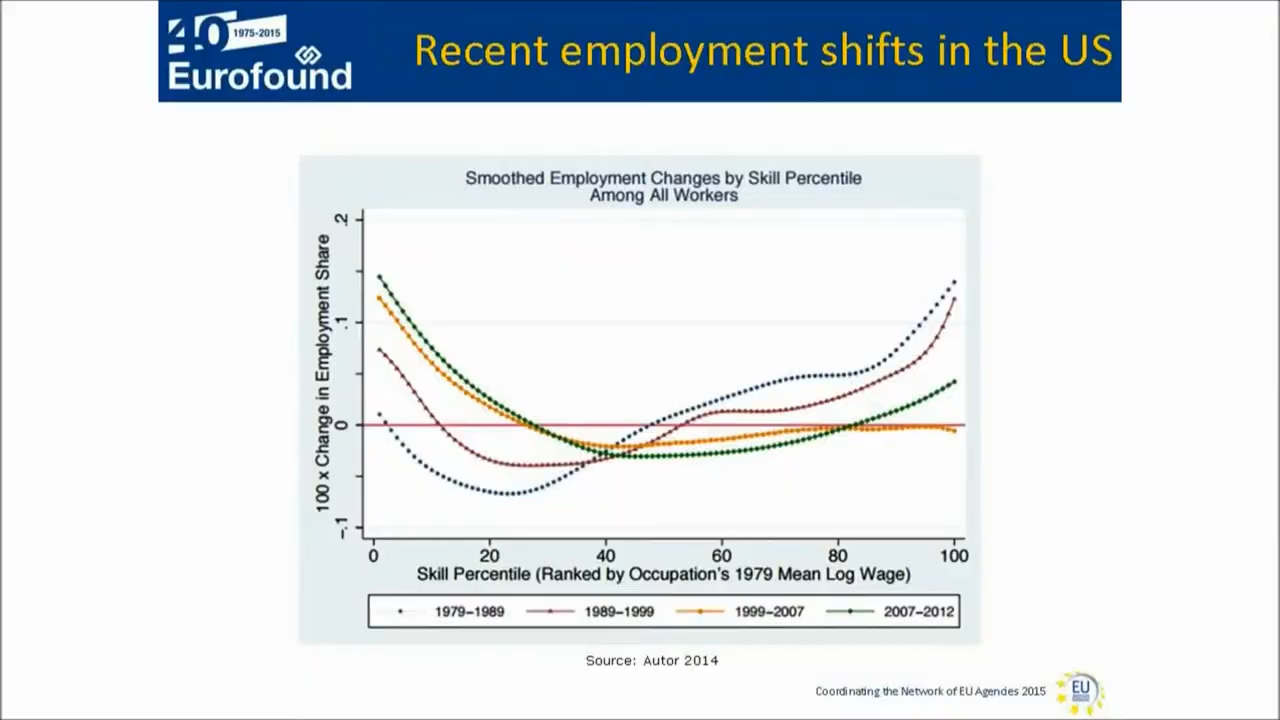 40 1975-2015
Eurofound
Recent employment shifts in the US
Smoothed Employment Changes by Skill Percentile
Among All Workers
100 x Change in Employment Share
.2
.1
0
-.1
0 20 40 60 80 100
Skill Percentile (Ranked by Occupation's 1979 Mean Log Wage)
1979-1989 1989-1999 1999-2007 2007-2012
Source: Autor 2014
Coordinating the Network of EU Agencies 2015
EU